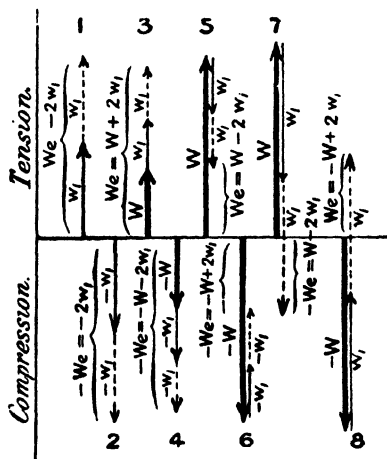 1 3 5 7
Tension.
We - 2w₁
w₁
w₁
We = W + 2w₁
w₁
w₁
W
W
w₁
w₁
We = W - 2w₁
W
w₁
w₁
-We = W - 2w₁
We = -W + 2w₁
Compression.
-We = -2w₁
-w₁
-w₁
-We = -W - 2w₁
-W
-w₁
-w₁
-We = -W + 2w₁
-W
-w₁
-w₁
-W
w₁
2 4 6 8